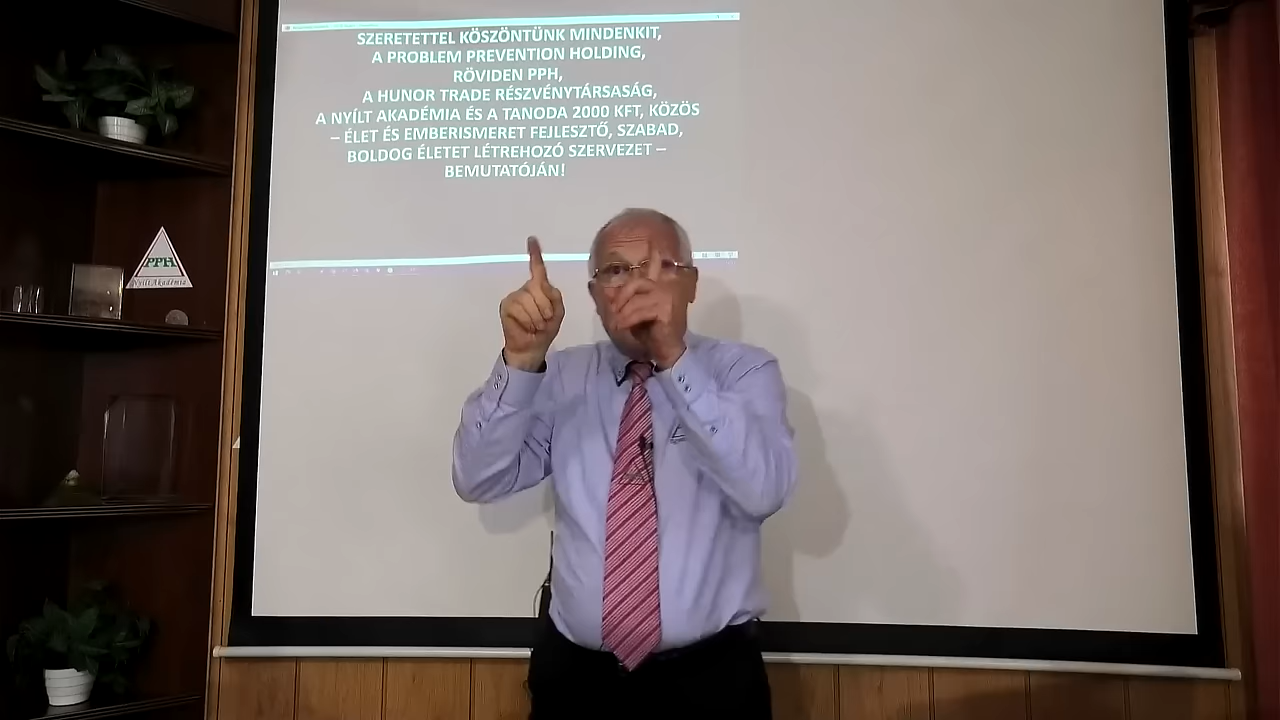 SZERETETTEL KÖSZÖNTÜNK MINDENKIT,
A PROBLEM PREVENTION HOLDING,
RÖVIDEN PPH,
A HUNOR TRADE RÉSZVÉNYTÁRSASÁG,
A NYÍLT AKADÉMIA ÉS A TANODA 2000 KFT, KÖZÖS
– ÉLET ÉS EMBERISMERET FEJLESZTŐ, SZABAD,
BOLDOG ÉLETET LÉTREHOZÓ SZERVEZET –
BEMUTATÓJÁN!
PPH
Nyílt Akadémia